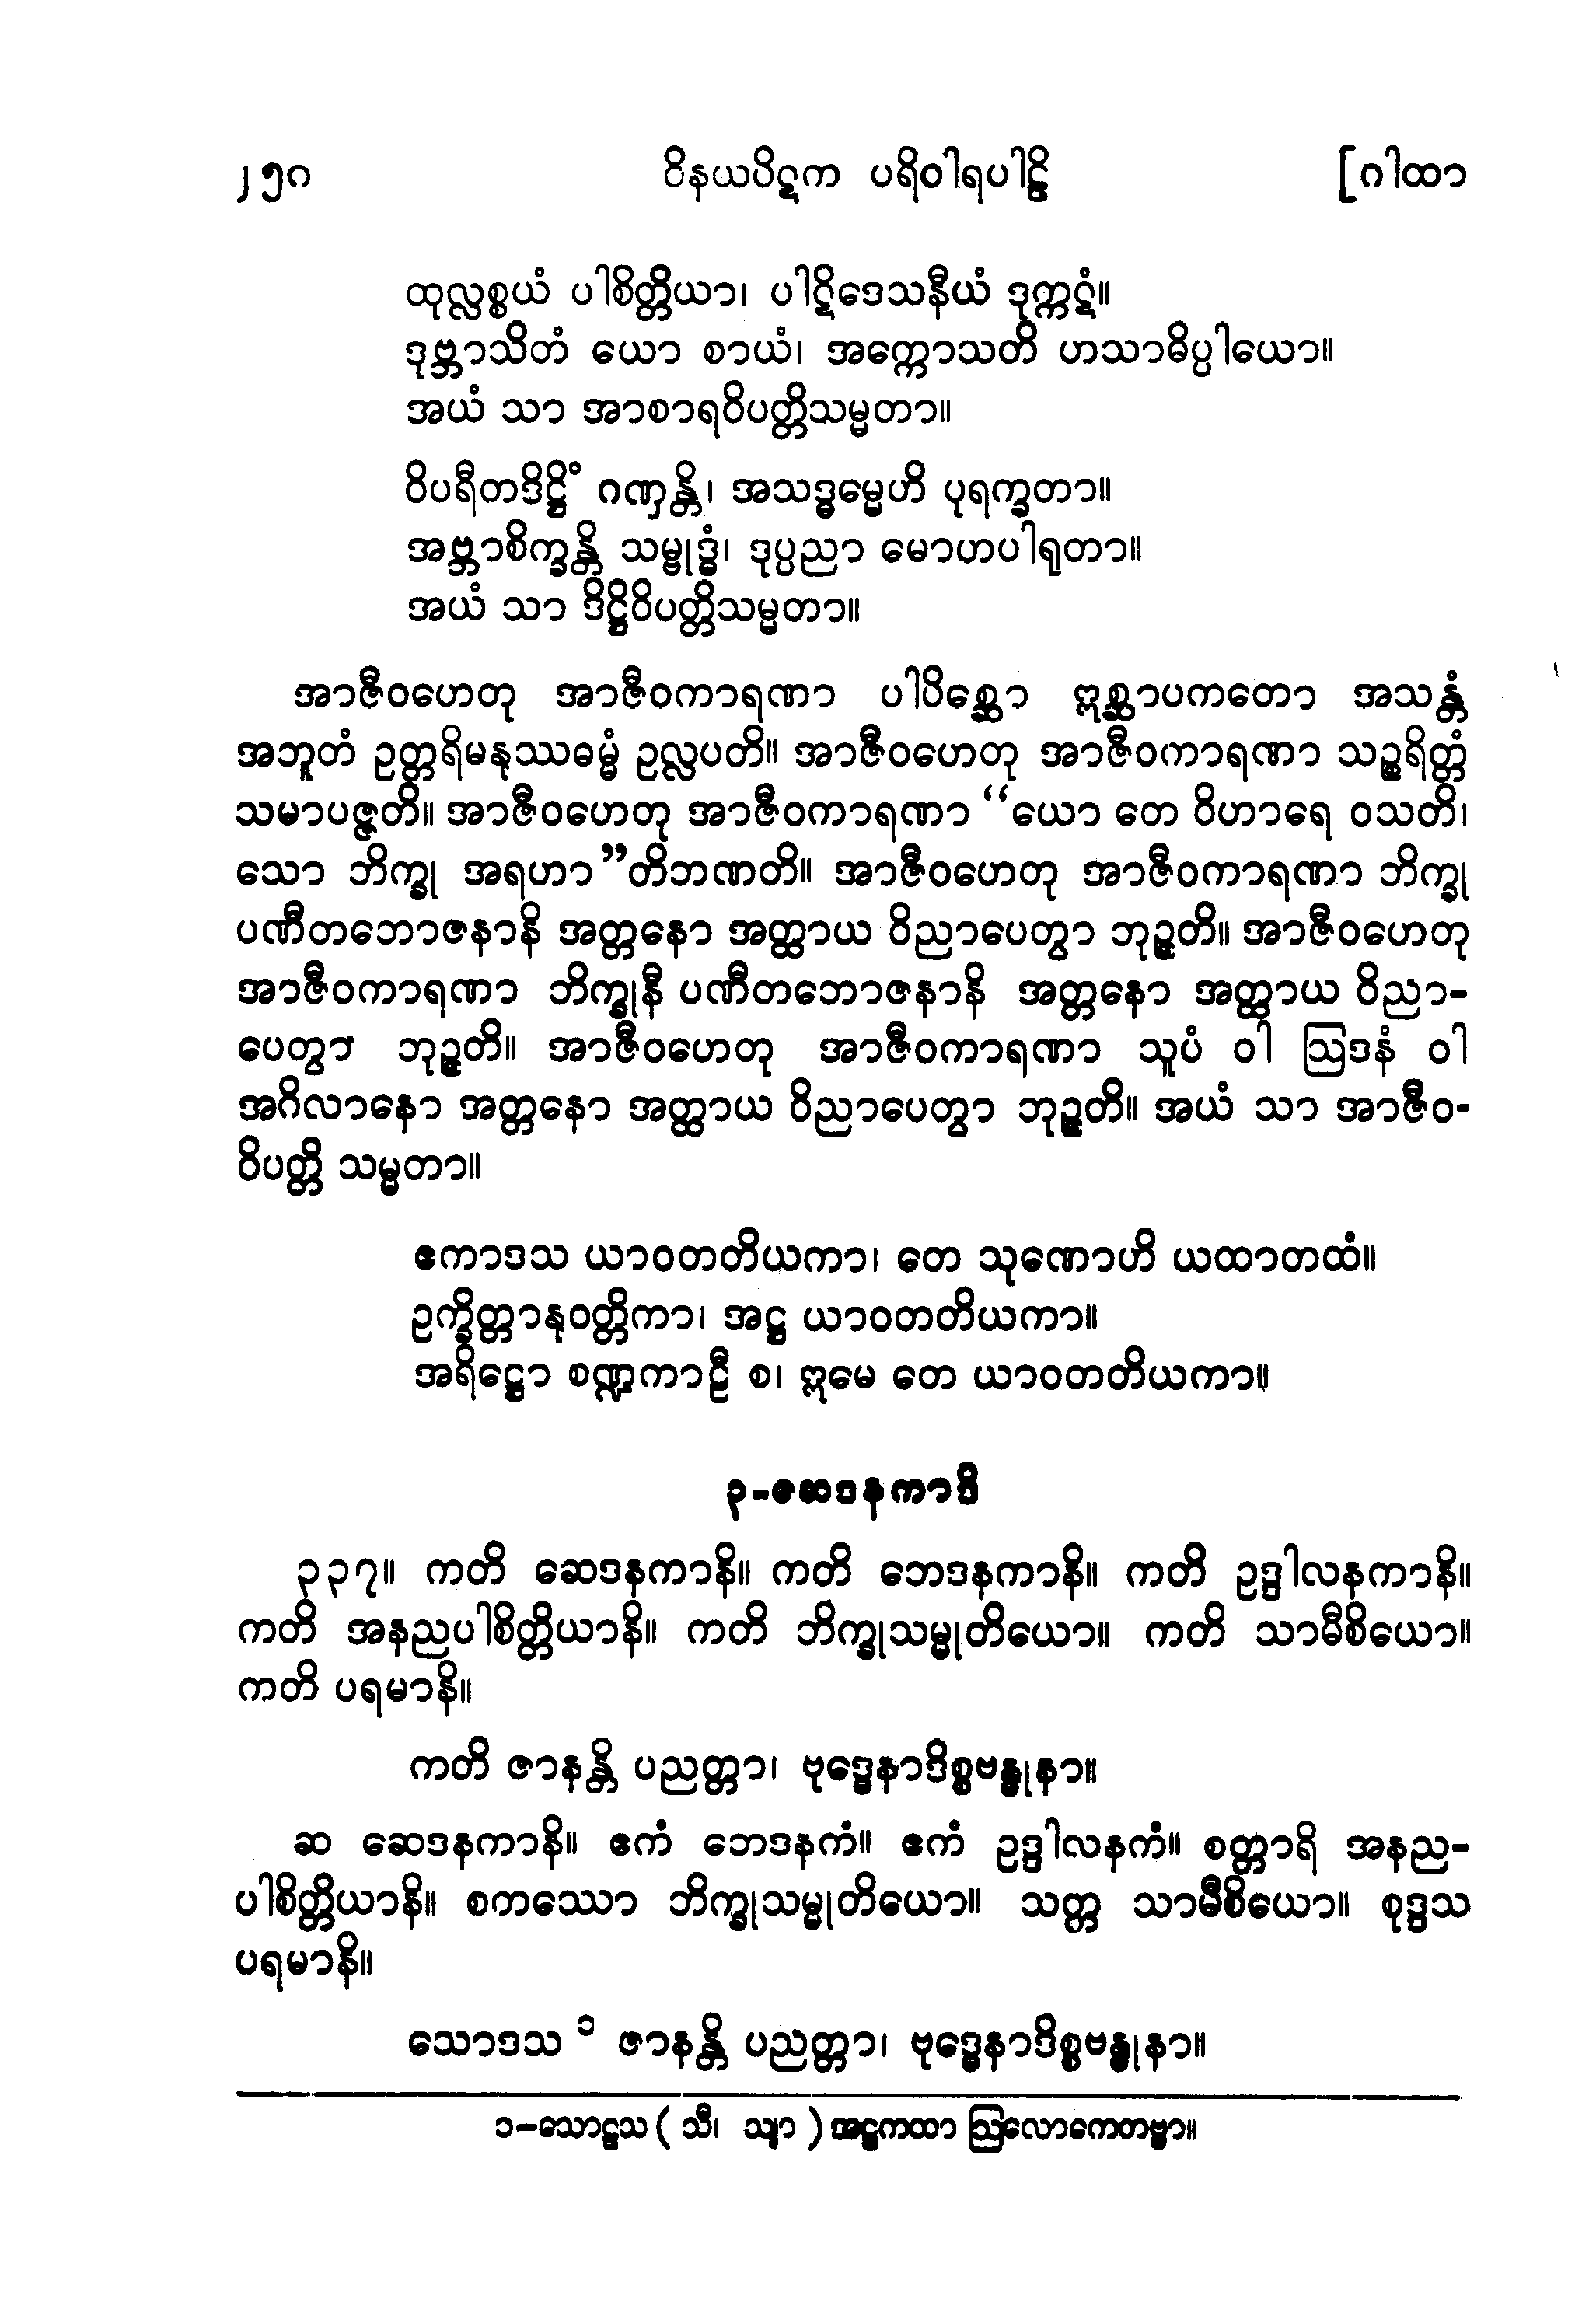 ၂၅၈ ဝိနယပိဋက ပရိဝါရပါဠိ [ဂါထာ
ထုလ္လစ္စယံ ပါစိတ္တိယာ၊ ပါဋိဒေသနီယံ ဒုက္ကဋံ။
ဒုဗ္ဘာသိတံ ယော စာယံ၊ အက္ကောသတိ ဟသာဓိပ္ပါယော။
အယံ သာ အာစာရဝိပတ္တိသမ္မတာ။
ဝိပရီတဒိဋ္ဌိံ ဂဏှန္တိ၊ အသဒ္ဓမ္မေဟိ ပုရက္ခတာ။
အဗ္ဘာစိက္ခန္တိ သမ္ဗုဒ္ဓံ၊ ဒုပ္ပညာ မောဟပါရုတာ။
အယံ သာ ဒိဋ္ဌိဝိပတ္တိသမ္မတာ။
အာဇီဝဟေတု အာဇီဝကာရဏာ ပါပိစ္ဆော ဣစ္ဆာပကတော အသန္တံ
အဘူတံ ဥတ္တရိမနုဿဓမ္မံ ဥလ္လပတိ။ အာဇီဝဟေတု အာဇီဝကာရဏာ သဉ္စရိတ္တံ
သမာပဇ္ဇတိ။ အာဇီဝဟေတု အာဇီဝကာရဏာ “ယော တေ ဝိဟာရေ ဝသတိ၊
သော ဘိက္ခု အရဟာ”တိဘဏတိ။ အာဇီဝဟေတု အာဇီဝကာရဏာ ဘိက္ခု
ပဏီတဘောဇနာနိ အတ္တနော အတ္ထာယ ဝိညာပေတွာ ဘုဉ္ဇတိ။ အာဇီဝဟေတု
အာဇီဝကာရဏာ ဘိက္ခုနီ ပဏီတဘောဇနာနိ အတ္တနော အတ္ထာယ ဝိညာ-
ပေတွာ ဘုဉ္ဇတိ။ အာဇီဝဟေတု အာဇီဝကာရဏာ သူပံ ဝါ ဩဒနံ ဝါ
အဂိလာနော အတ္တနော အတ္ထာယ ဝိညာပေတွာ ဘုဉ္ဇတိ။ အယံ သာ အာဇီဝ-
ဝိပတ္တိ သမ္မတာ။
ဧကာဒသ ယာဝတတိယကာ၊ တေ သုဏောဟိ ယထာတထံ။
ဥက္ခိတ္တာနုဝတ္တိကာ၊ အဋ္ဌ ယာဝတတိယကာ။
အရိဋ္ဌော စဏ္ဍကာဠီ စ၊ ဣမေ တေ ယာဝတတိယကာ။
၃-ဆေဒနကာဒိ
၃၃၇။ ကတိ ဆေဒနကာနိ။ ကတိ ဘေဒနကာနိ။ ကတိ ဥဒ္ဒါလနကာနိ။
ကတိ အနညပါစိတ္တိယာနိ။ ကတိ ဘိက္ခုသမ္မုတိယော။ ကတိ သာမီစိယော။
ကတိ ပရမာနိ။
ကတိ ဇာနန္တိ ပညတ္တာ၊ ဗုဒ္ဓေနာဒိစ္စဗန္ဓုနာ။
ဆ ဆေဒနကာနိ။ ဧကံ ဘေဒနကံ။ ဧကံ ဥဒ္ဒါလနကံ။ စတ္တာရိ အနည-
ပါစိတ္တိယာနိ။ စကဿော ဘိက္ခုသမ္မုတိယော။ သတ္တ သာမီစိယော။ စုဒ္ဒသ
ပရမာနိ။
သောဒသ ၁ ဇာနန္တိ ပညတ္တာ၊ ဗုဒ္ဓေနာဒိစ္စဗန္ဓုနာ။
၁-သောဠသ (သီ၊ သျာ) အဋ္ဌကထာ ဩလောကေတဗ္ဗာ။